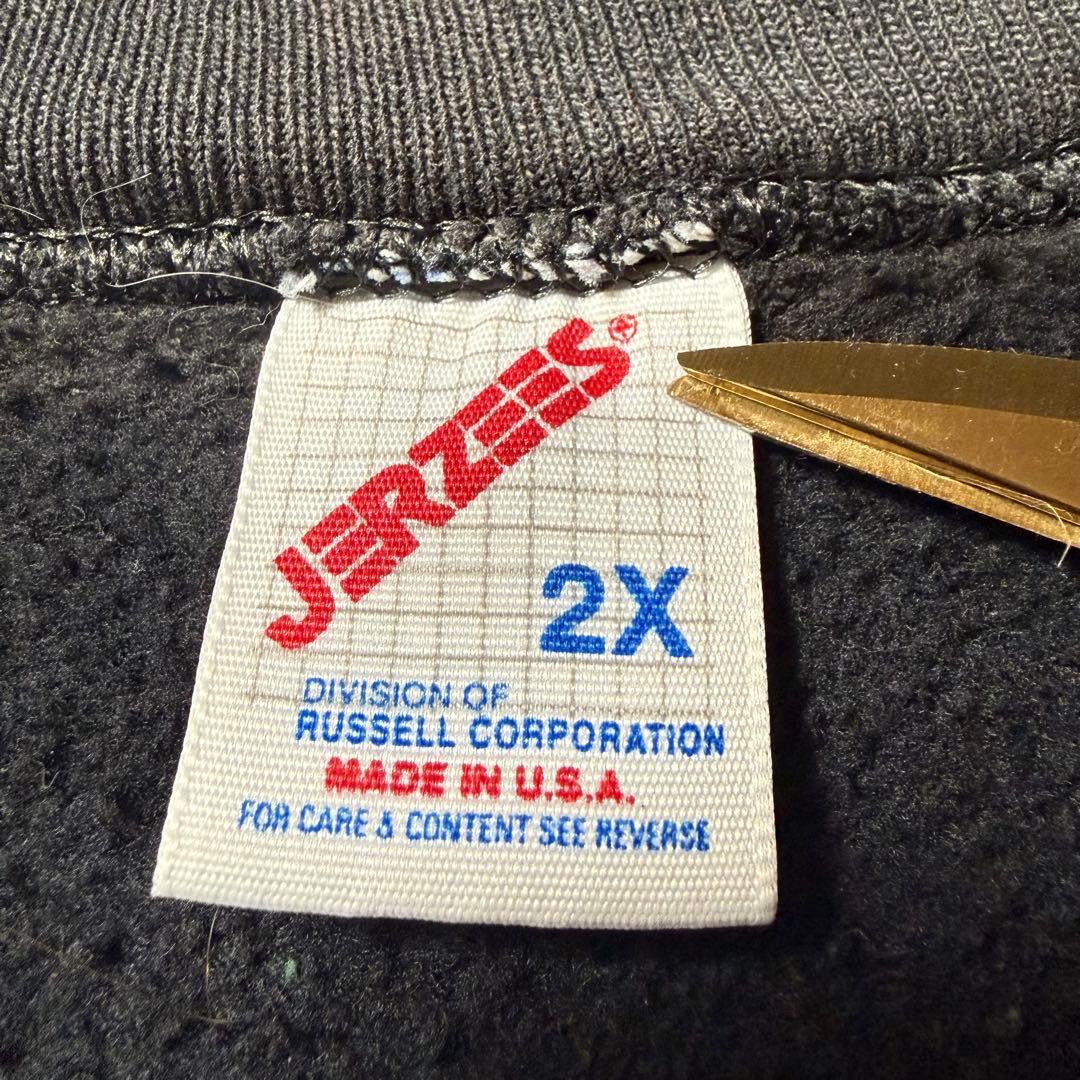 JERZEES®
2X
DIVISION OF
RUSSELL CORPORATION
MADE IN U.S.A.
FOR CARE & CONTENT SEE REVERSE